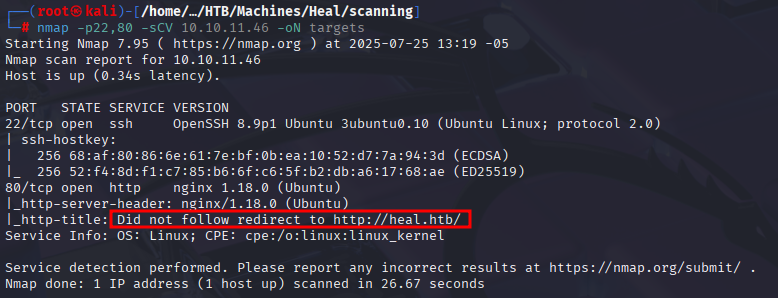 ┌──(root㉿kali)-[/home/…/HTB/Machines/Heal/scanning]
└─# nmap -p22,80 -sCV 10.10.11.46 -oN targets
Starting Nmap 7.95 ( https://nmap.org ) at 2025-07-25 13:19 -05
Nmap scan report for 10.10.11.46
Host is up (0.34s latency).

PORT   STATE SERVICE VERSION
22/tcp open  ssh     OpenSSH 8.9p1 Ubuntu 3ubuntu0.10 (Ubuntu Linux; protocol 2.0)
| ssh-hostkey:
|   256 68:af:80:86:6e:61:7e:bf:0b:ea:10:52:d7:7a:94:3d (ECDSA)
|_  256 52:f4:8d:f1:c7:85:b6:6f:c6:5f:b2:db:a6:17:68:ae (ED25519)
80/tcp open  http    nginx 1.18.0 (Ubuntu)
|_http-server-header: nginx/1.18.0 (Ubuntu)
|_http-title: Did not follow redirect to http://heal.htb/
Service Info: OS: Linux; CPE: cpe:/o:linux:linux_kernel

Service detection performed. Please report any incorrect results at https://nmap.org/submit/ .
Nmap done: 1 IP address (1 host up) scanned in 26.67 seconds